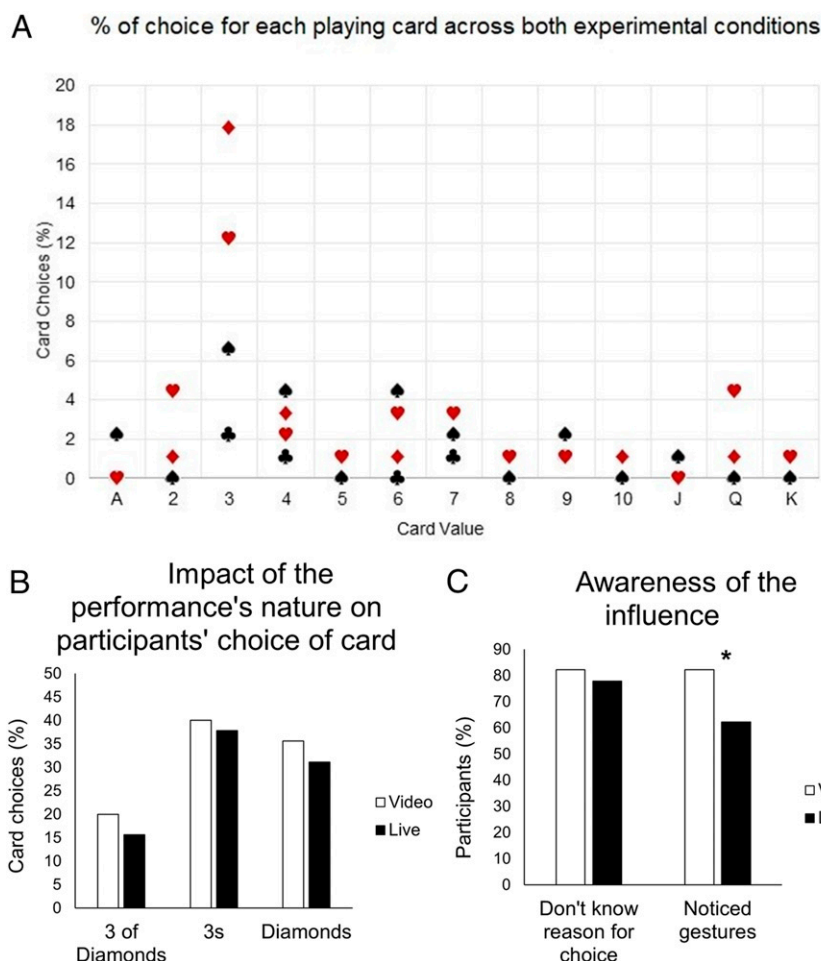 A
% of choice for each playing card across both experimental conditions
20
18
16
14
12
10
8
6
4
2
0
Card Choices (%)
A 2 3 4 5 6 7 8 9 10 J Q K
Card Value
B
Impact of the
performance's nature on
participants' choice of card
50
45
40
35
30
25
20
15
10
5
0
Card choices (%)
Video
Live
3 of
Diamonds
3s
Diamonds
C
Awareness of the
influence
90
80
70
60
50
40
30
20
10
0
Participants (%)
*
Don't know
reason for
choice
Noticed
gestures